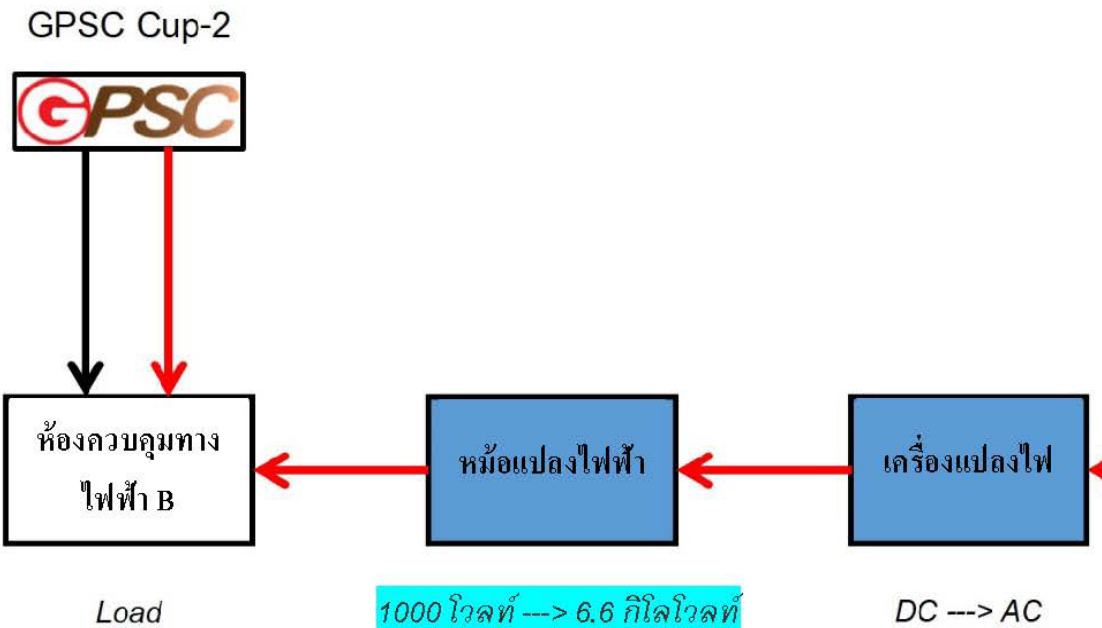 GPSC Cup-2
GPSC
ห้องควบคุมทาง
ไฟฟ้า B
หม้อแปลงไฟฟ้า
เครื่องแปลงไฟ
Load
1000 โวลท์ ---> 6.6 กิโลโวลท์
DC ---> AC